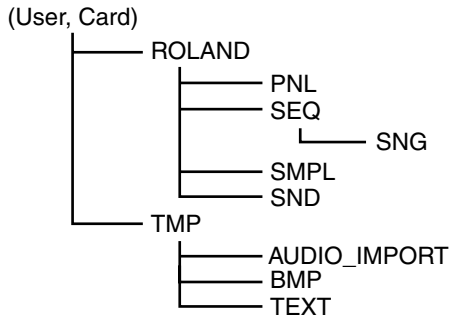 (User, Card)
ROLAND
PNL
SEQ
SNG
SMPL
SND
TMP
AUDIO_IMPORT
BMP
TEXT